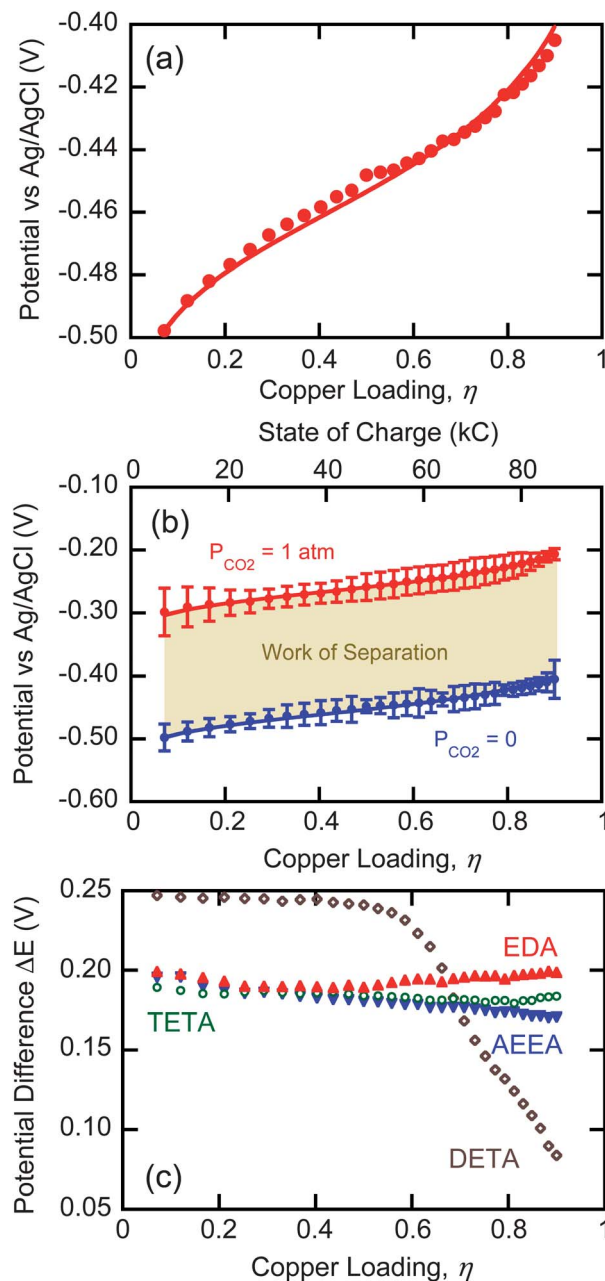 -0.40
(a)
-0.42
-0.44
-0.46
-0.48
-0.50
Potential vs Ag/AgCl (V)
0 0.2 0.4 0.6 0.8 1
Copper Loading, η
State of Charge (kC)
0 20 40 60 80
-0.10
(b)
-0.20
P_CO2 = 1 atm
-0.30
Work of Separation
-0.40
-0.50
P_CO2 = 0
-0.60
Potential vs Ag/AgCl (V)
0 0.2 0.4 0.6 0.8 1
Copper Loading, η
0.25
EDA
0.20
TETA
0.15
AEEA
0.10
DETA
(c)
0.05
Potential Difference ΔE (V)
0 0.2 0.4 0.6 0.8 1
Copper Loading, η